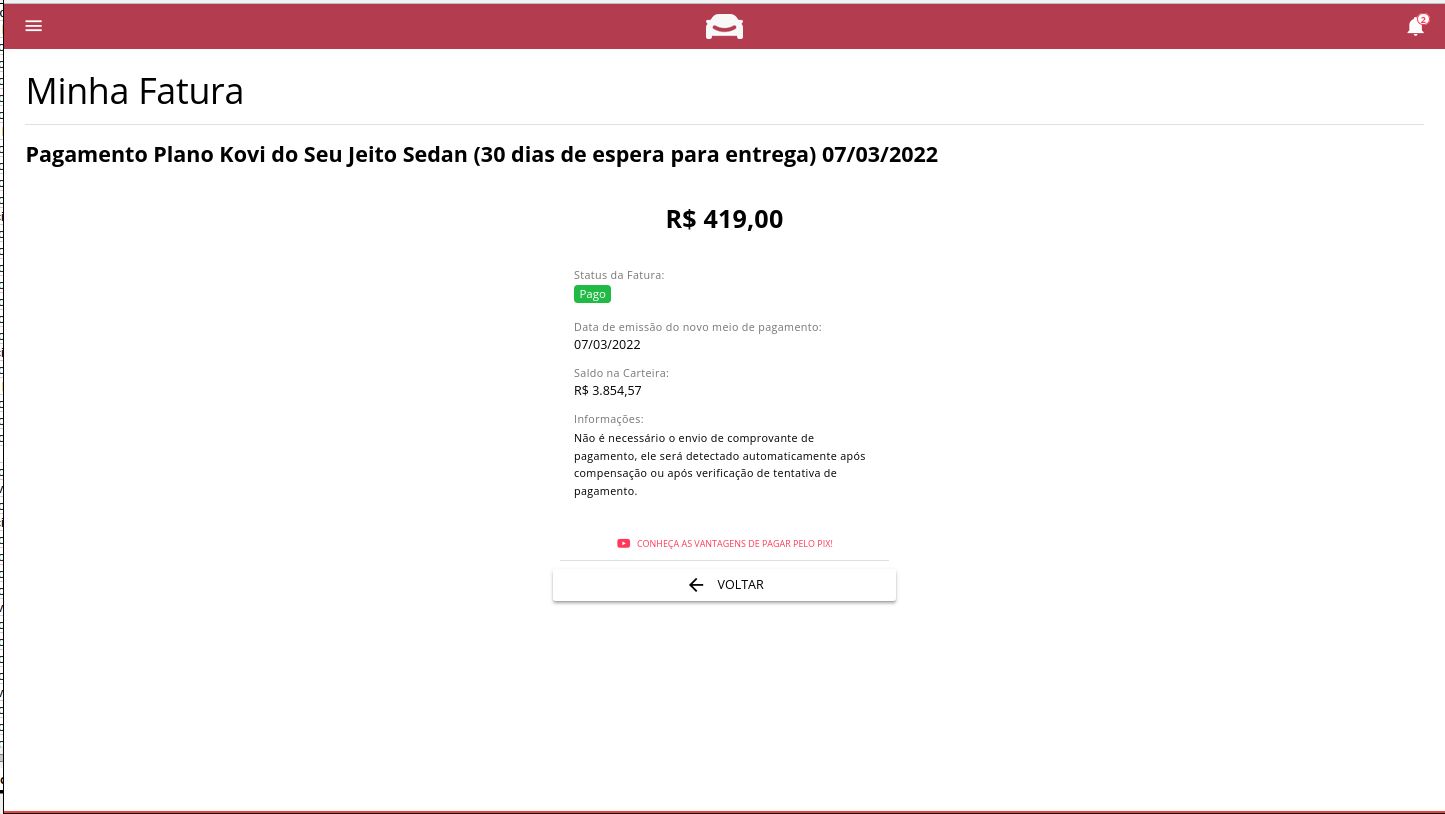 2
Minha Fatura
Pagamento Plano Kovi do Seu Jeito Sedan (30 dias de espera para entrega) 07/03/2022
R$ 419,00
Status da Fatura:
Pago
Data de emissão do novo meio de pagamento:
07/03/2022
Saldo na Carteira:
R$ 3.854,57
Informações:
Não é necessário o envio de comprovante de
pagamento, ele será detectado automaticamente após
compensação ou após verificação de tentativa de
pagamento.
CONHEÇA AS VANTAGENS DE PAGAR PELO PIX!
VOLTAR